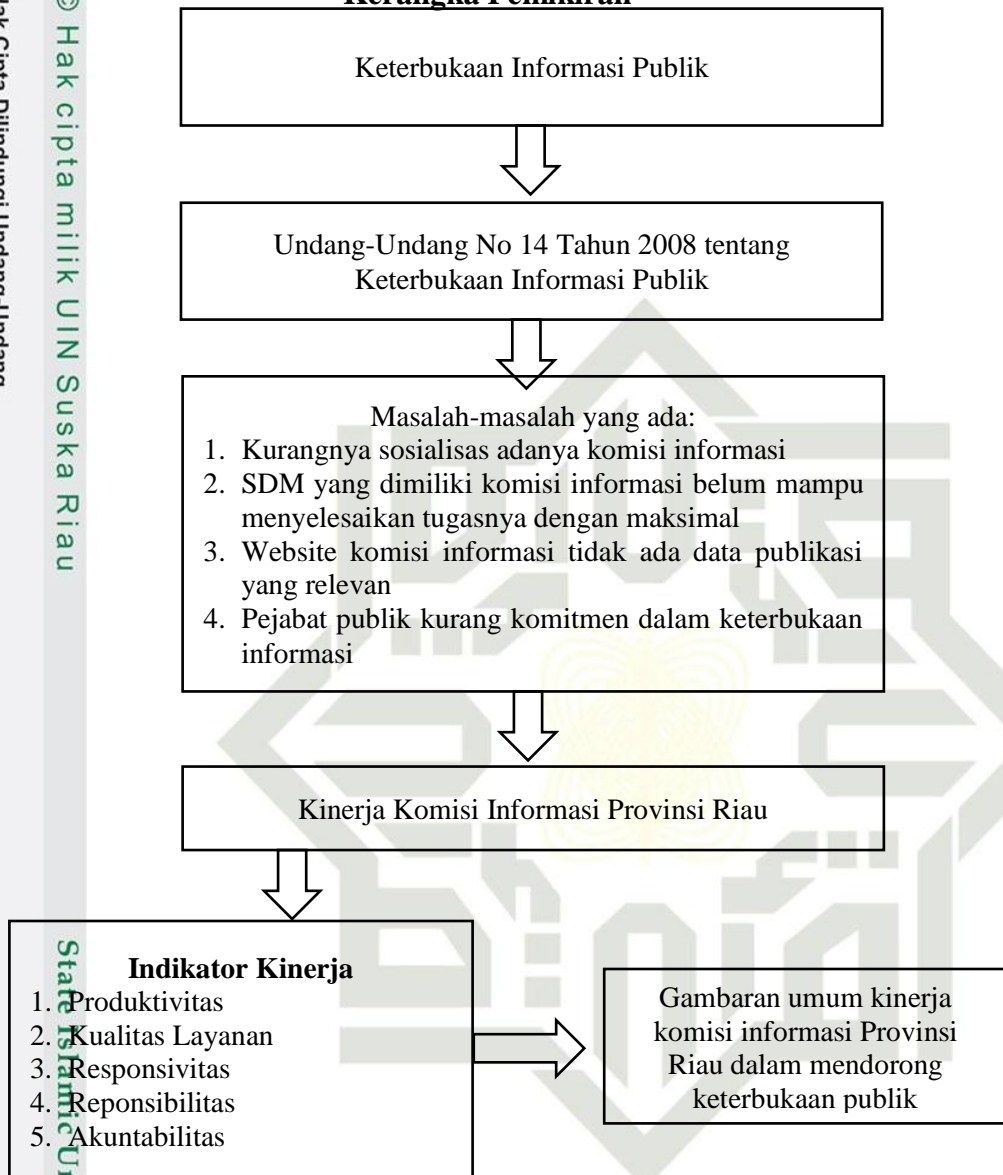 Kerangka Pemikiran
Keterbukaan Informasi Publik
Undang-Undang No 14 Tahun 2008 tentang
Keterbukaan Informasi Publik
Masalah-masalah yang ada:
1. Kurangnya sosialisas adanya komisi informasi
2. SDM yang dimiliki komisi informasi belum mampu
menyelesaikan tugasnya dengan maksimal
3. Website komisi informasi tidak ada data publikasi
yang relevan
4. Pejabat publik kurang komitmen dalam keterbukaan
informasi
Kinerja Komisi Informasi Provinsi Riau
Indikator Kinerja
1. Produktivitas
2. Kualitas Layanan
3. Responsivitas
4. Reponsibilitas
5. Akuntabilitas
Gambaran umum kinerja
komisi informasi Provinsi
Riau dalam mendorong
keterbukaan publik
© Hak cipta milik UIN Suska Riau
Cipta Dilindungi Undang-Undang
State Islamic